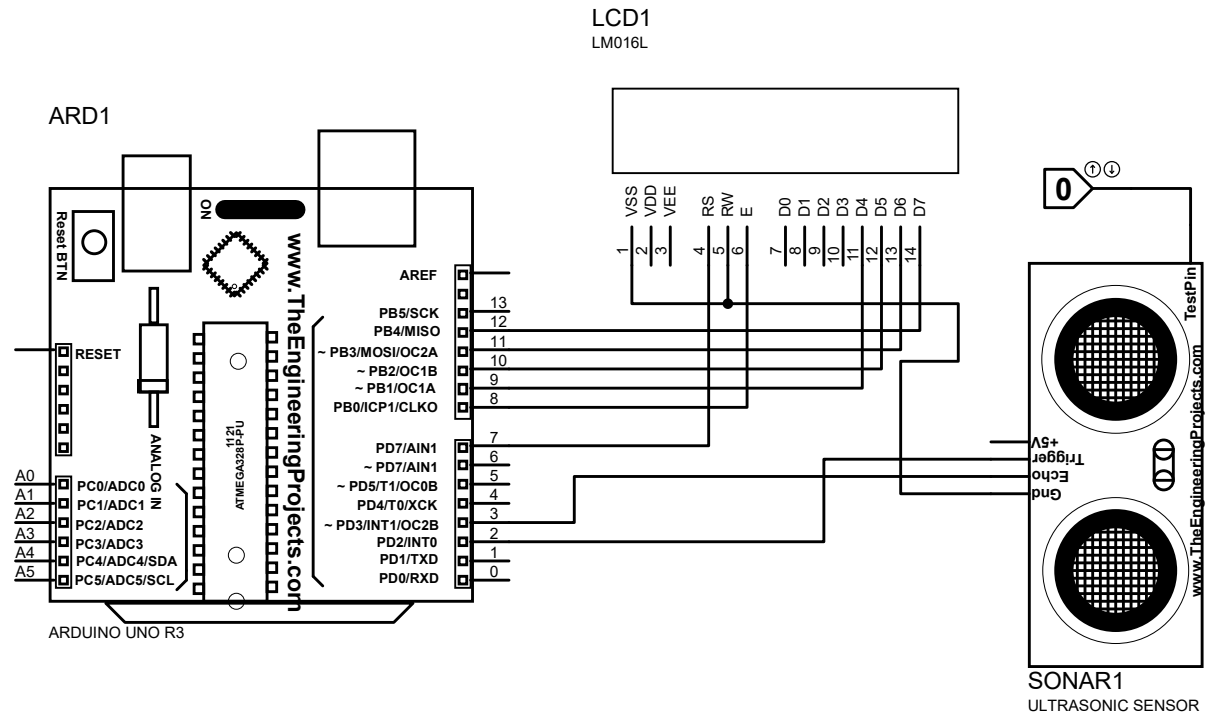 LCD1
LM016L
ARD1
ARDUINO UNO R3
Reset BTN
ON
www.TheEngineeringProjects.com
RESET
ANALOG IN
1121
ATMEGA328P-PU
A0 PC0/ADC0
A1 PC1/ADC1
A2 PC2/ADC2
A3 PC3/ADC3
A4 PC4/ADC4/SDA
A5 PC5/ADC5/SCL
AREF
PB5/SCK 13
PB4/MISO 12
~ PB3/MOSI/OC2A 11
~ PB2/OC1B 10
~ PB1/OC1A 9
PB0/ICP1/CLKO 8
PD7/AIN1 7
~ PD7/AIN1 6
~ PD5/T1/OC0B 5
PD4/T0/XCK 4
~ PD3/INT1/OC2B 3
PD2/INT0 2
PD1/TXD 1
PD0/RXD 0
VSS 1
VDD 2
VEE 3
RS 4
RW 5
E 6
D0 7
D1 8
D2 9
D3 10
D4 11
D5 12
D6 13
D7 14
0
TestPin
+5V
Trigger
Echo
Gnd
www.TheEngineeringProjects.com
SONAR1
ULTRASONIC SENSOR